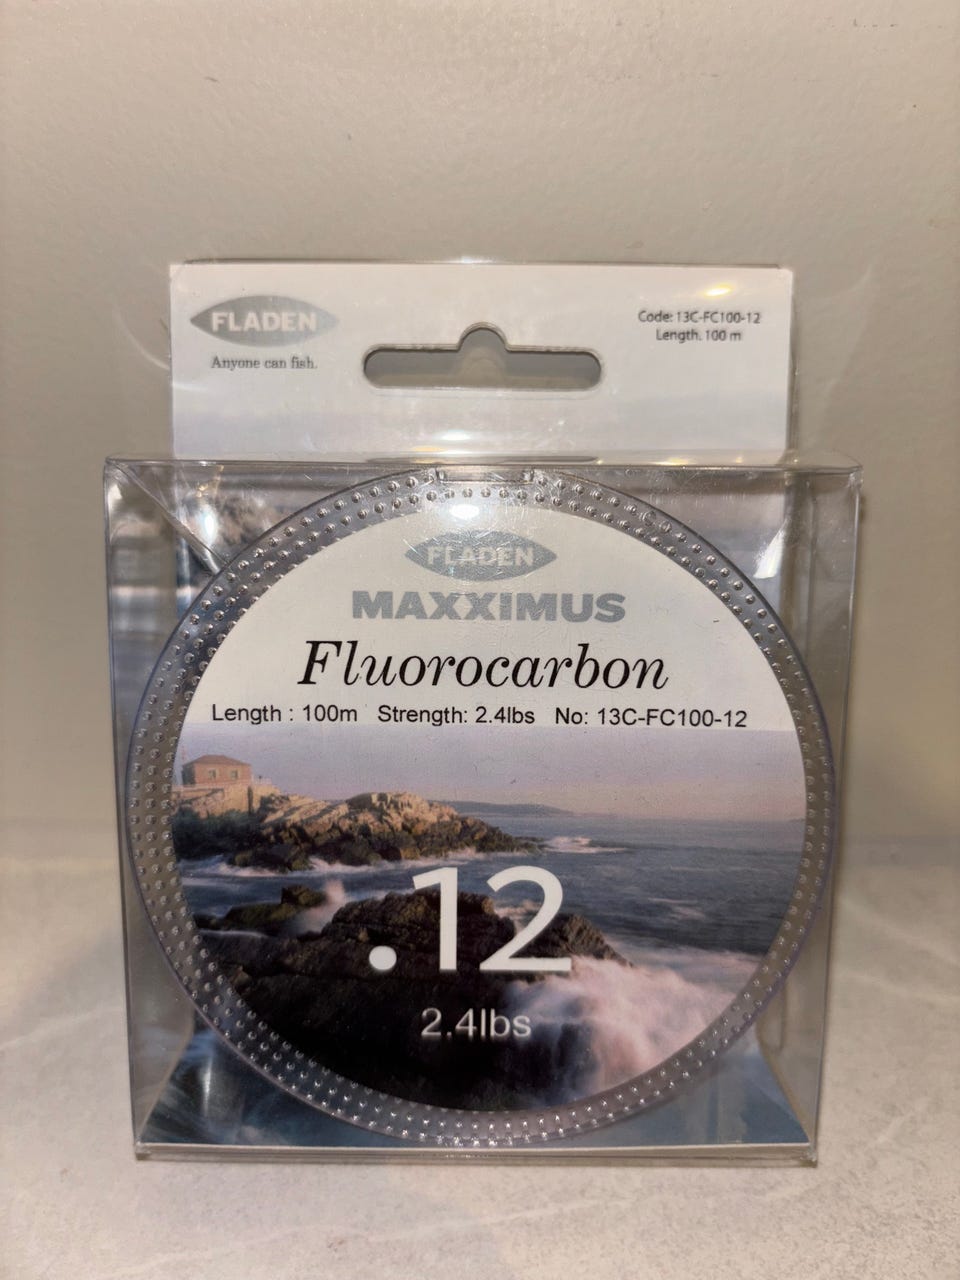 FLADEN
Anyone can fish.
Code: 13C-FC100-12
Length. 100 m
FLADEN
MAXXIMUS
Fluorocarbon
Length : 100m Strength: 2.4lbs No: 13C-FC100-12
.12
2.4lbs